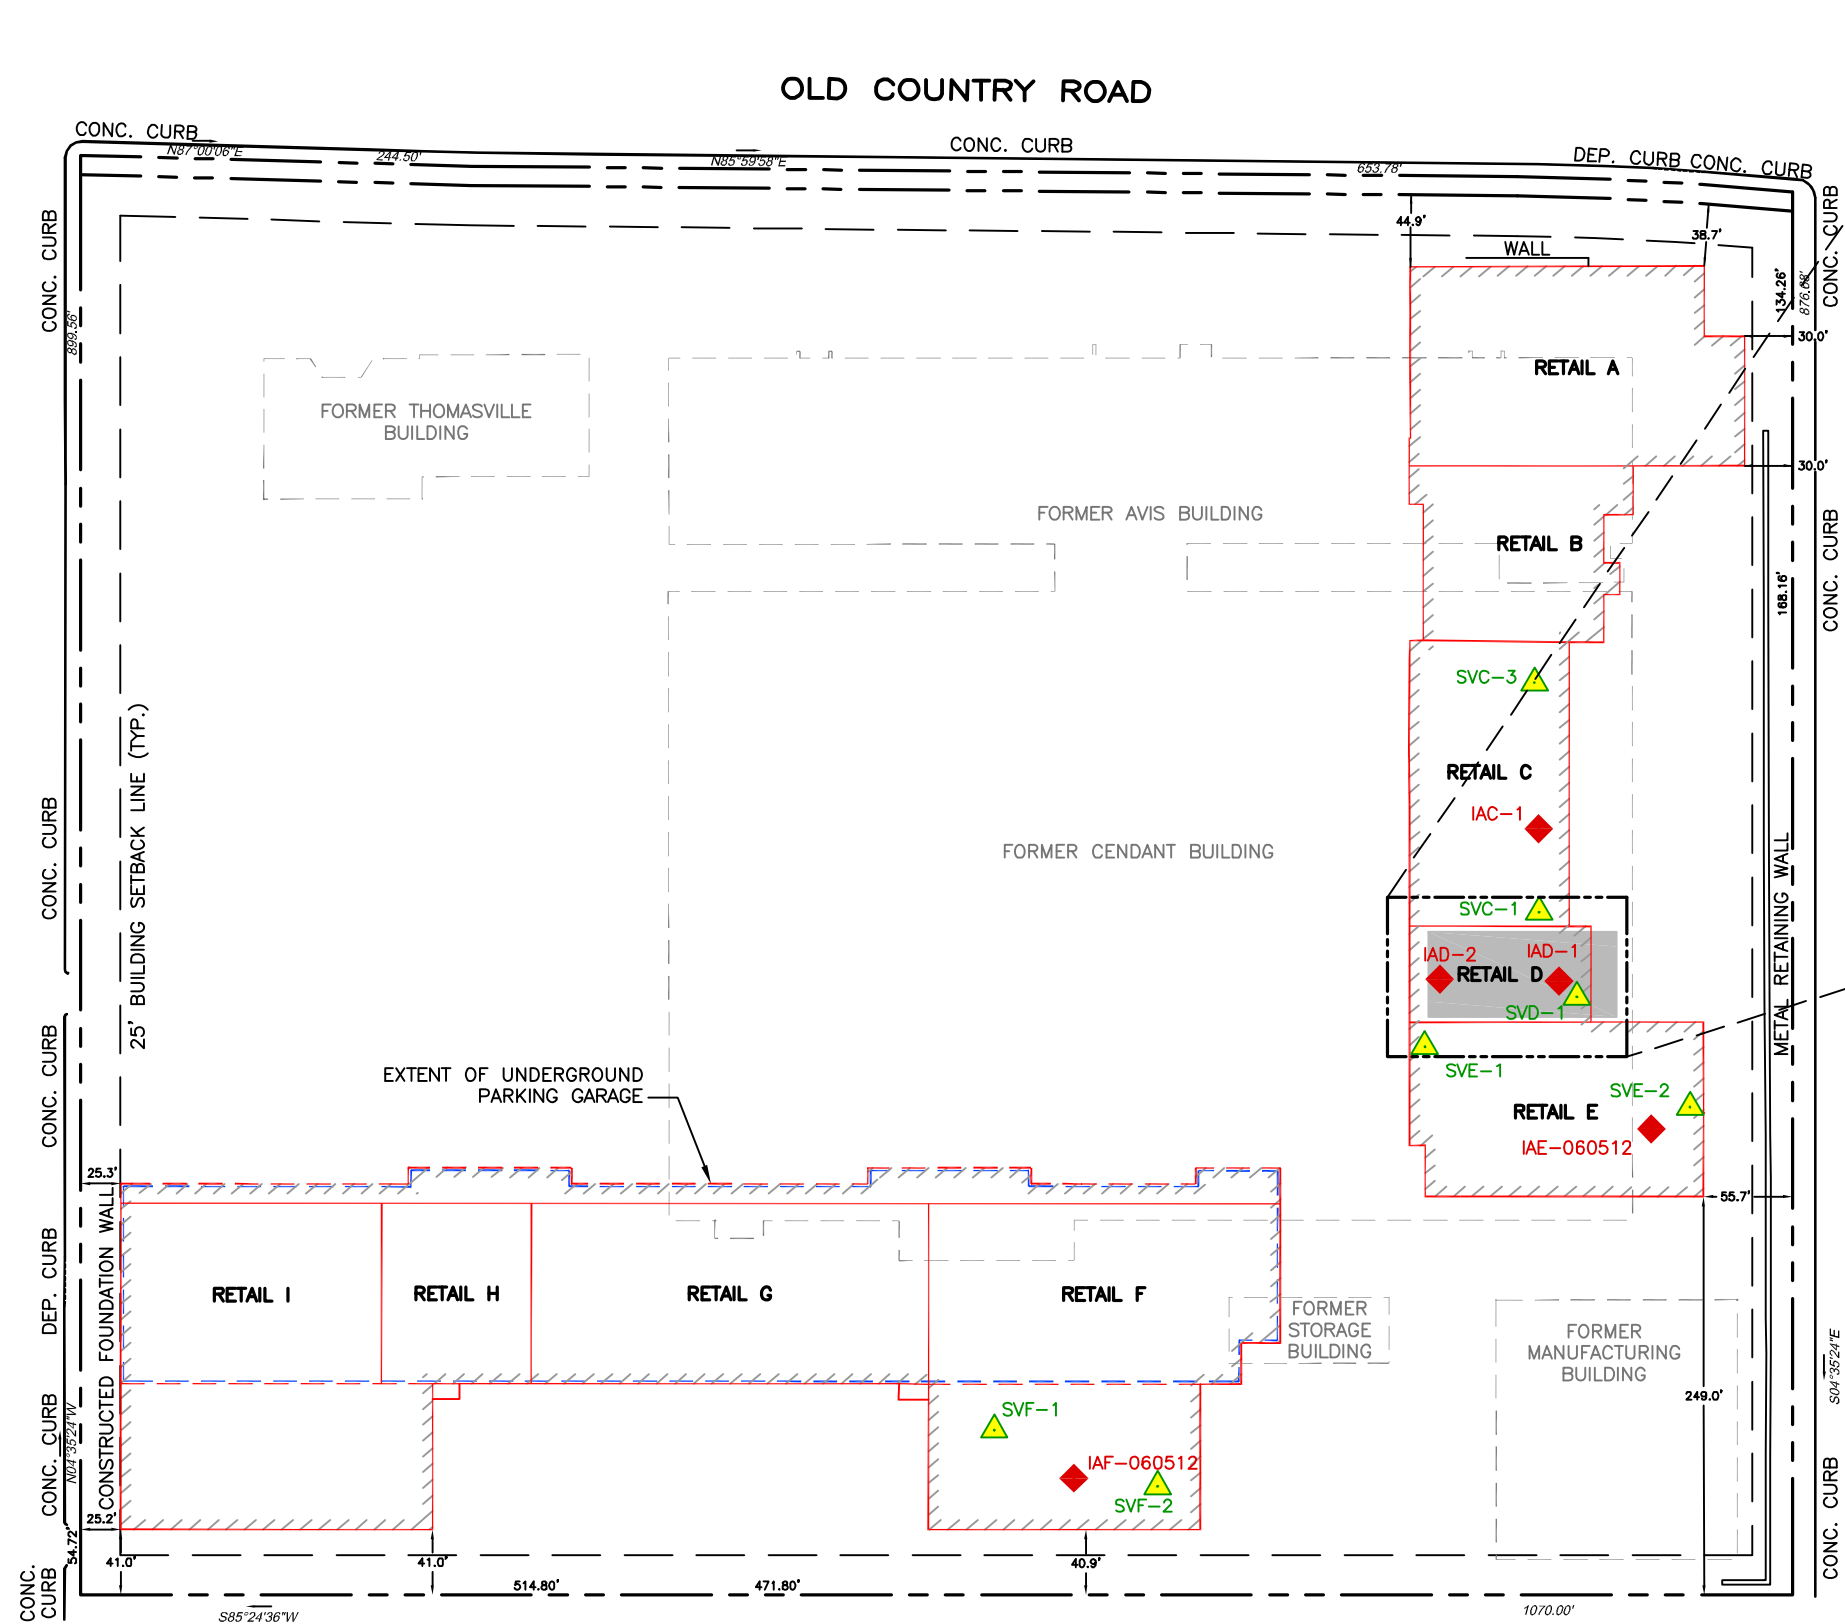 OLD COUNTRY ROAD
CONC. CURB
CONC. CURB
DEP. CURB
CONC. CURB
N87°00'06"E
244.50'
N85°59'58"E
653.78'
44.9'
38.7'
WALL
CONC. CURB
899.56'
134.26'
876.68'
CONC. CURB
30.0'
RETAIL A
FORMER THOMASVILLE
BUILDING
30.0'
FORMER AVIS BUILDING
RETAIL B
168.16'
CONC. CURB
SVC-3
25' BUILDING SETBACK LINE (TYP.)
RETAIL C
IAC-1
FORMER CENDANT BUILDING
CONC. CURB
METAL RETAINING WALL
SVC-1
IAD-2
IAD-1
RETAIL D
SVD-1
CONC. CURB
EXTENT OF UNDERGROUND
PARKING GARAGE
SVE-1
SVE-2
RETAIL E
IAE-060512
25.3'
55.7'
CONSTRUCTED FOUNDATION WALL
DEP. CURB
RETAIL I
RETAIL H
RETAIL G
RETAIL F
FORMER
STORAGE
BUILDING
FORMER
MANUFACTURING
BUILDING
S04°35'24"E
249.0'
CONC. CURB
N04°35'24"W
SVF-1
IAF-060512
SVF-2
CONC. CURB
25.2'
54.72'
41.0'
41.0'
40.9'
CONC.
CURB
514.80'
471.80'
S85°24'36"W
1070.00'